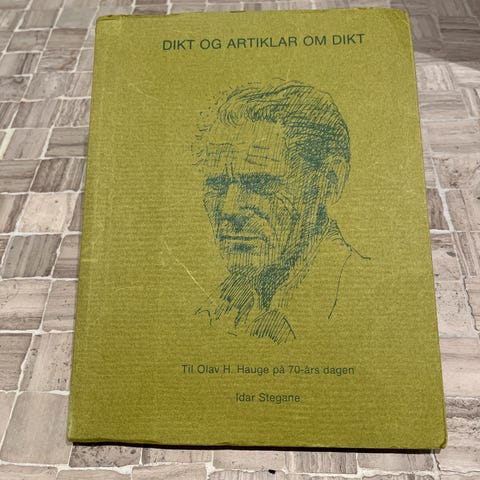 DIKT OG ARTIKLAR OM DIKT
Til Olav H. Hauge på 70-års dagen
Idar Stegane